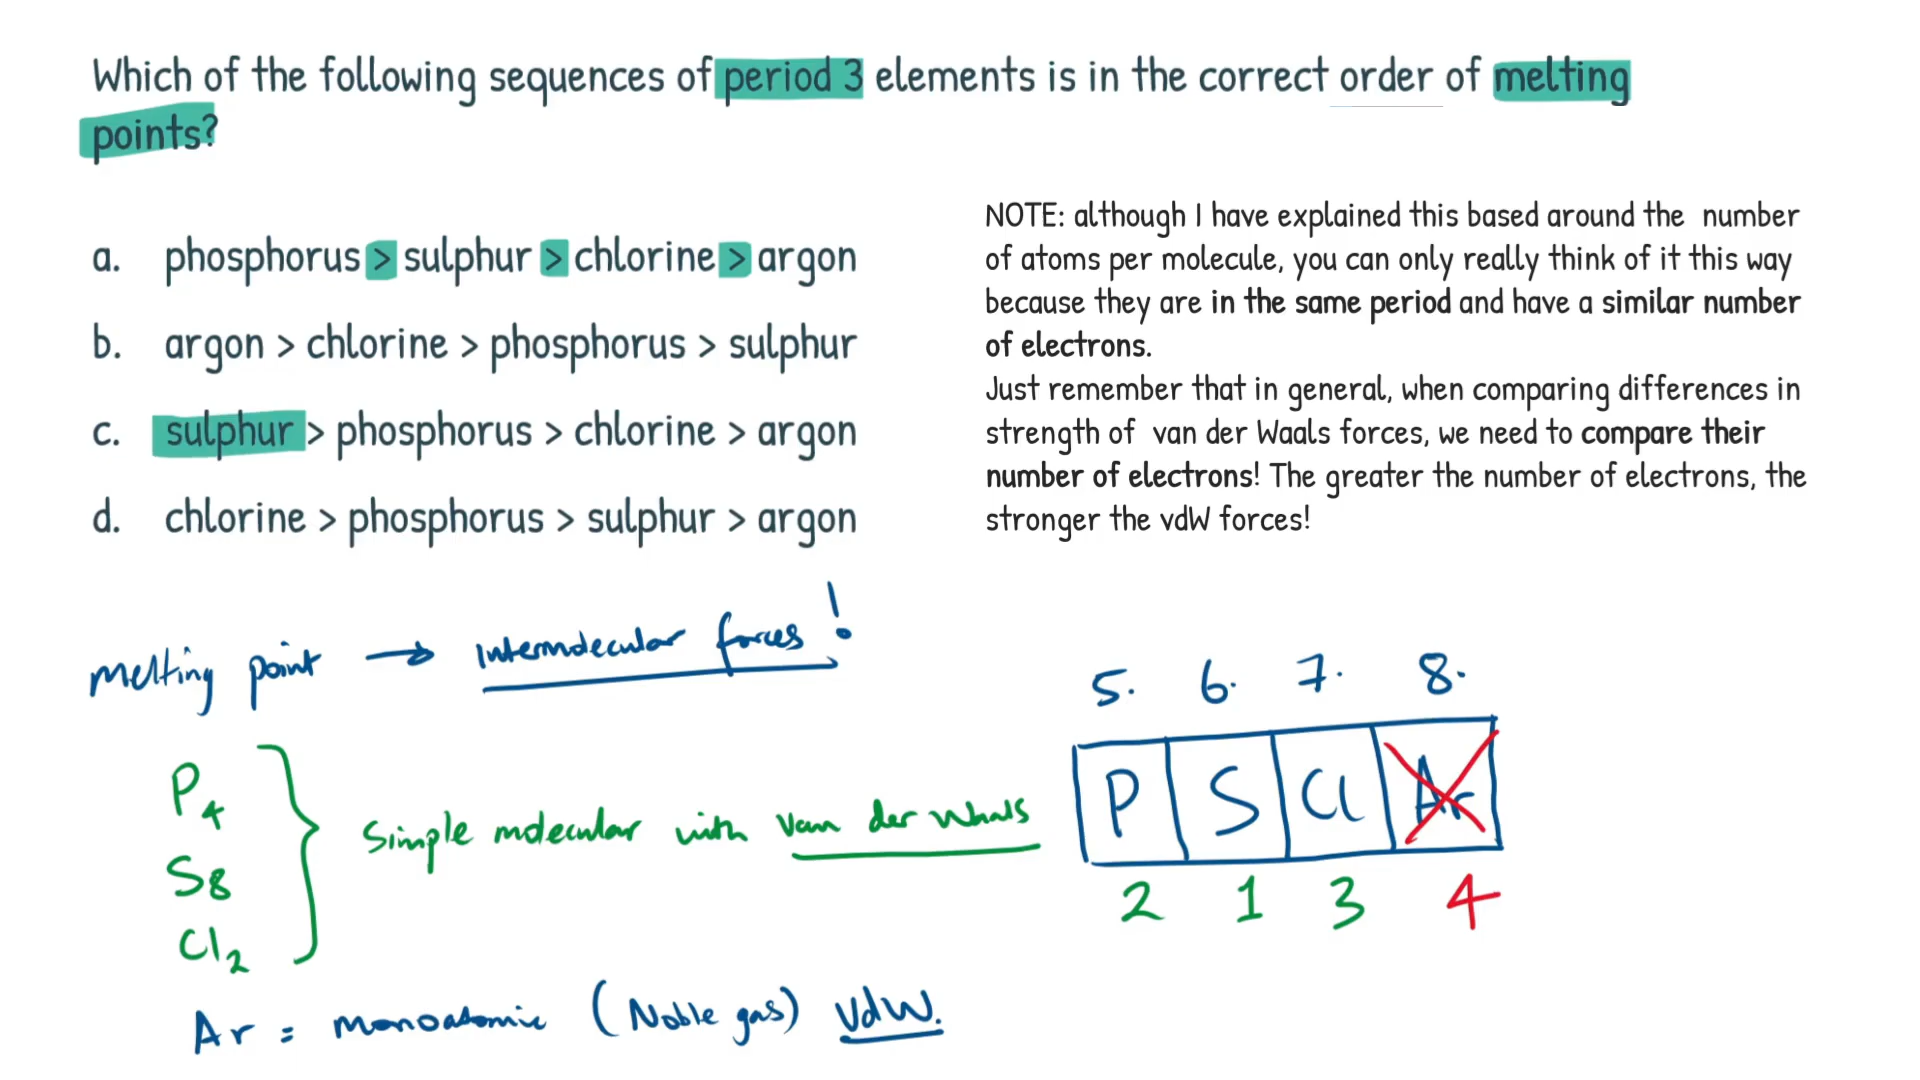 Which of the following sequences of period 3 elements is in the correct order of melting
points?
a. phosphorus > sulphur > chlorine > argon
b. argon > chlorine > phosphorus > sulphur
c. sulphur > phosphorus > chlorine > argon
d. chlorine > phosphorus > sulphur > argon
NOTE: although I have explained this based around the number
of atoms per molecule, you can only really think of it this way
because they are in the same period and have a similar number
of electrons.
Just remember that in general, when comparing differences in
strength of van der Waals forces, we need to compare their
number of electrons! The greater the number of electrons, the
stronger the vdW forces!
melting point → Intermolecular forces!
P4
S8
Cl2
Simple molecular with Van der Whals
Ar = monoatomic (Noble gas) VdW.
5. 6. 7. 8.
P S Cl Ar
2 1 3 4